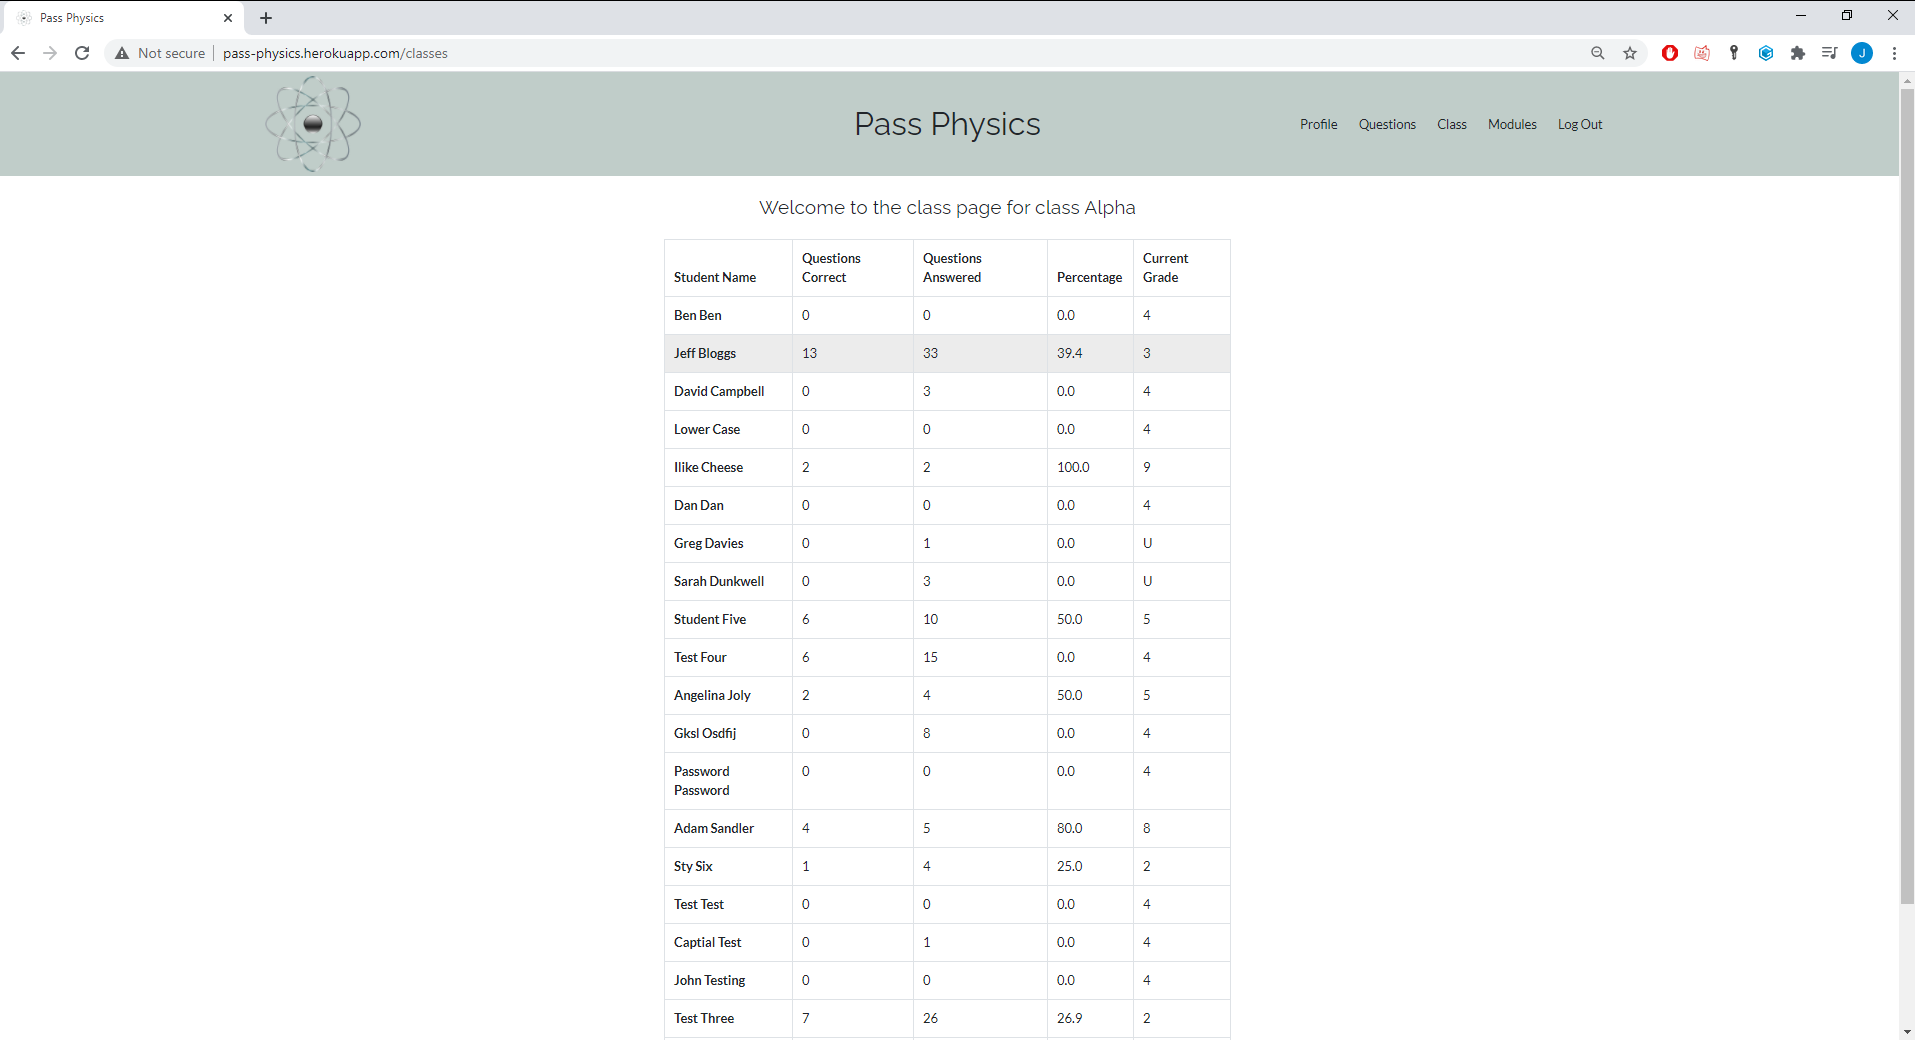 Pass Physics
Not secure | pass-physics.herokuapp.com/classes
J
Pass Physics
Profile Questions Class Modules Log Out
Welcome to the class page for class Alpha
Student Name Questions Correct Questions Answered Percentage Current Grade
Ben Ben 0 0 0.0 4
Jeff Bloggs 13 33 39.4 3
David Campbell 0 3 0.0 4
Lower Case 0 0 0.0 4
Ilike Cheese 2 2 100.0 9
Dan Dan 0 0 0.0 4
Greg Davies 0 1 0.0 U
Sarah Dunkwell 0 3 0.0 U
Student Five 6 10 50.0 5
Test Four 6 15 0.0 4
Angelina Joly 2 4 50.0 5
Gksl Osdfij 0 8 0.0 4
Password Password 0 0 0.0 4
Adam Sandler 4 5 80.0 8
Sty Six 1 4 25.0 2
Test Test 0 0 0.0 4
Captial Test 0 1 0.0 4
John Testing 0 0 0.0 4
Test Three 7 26 26.9 2